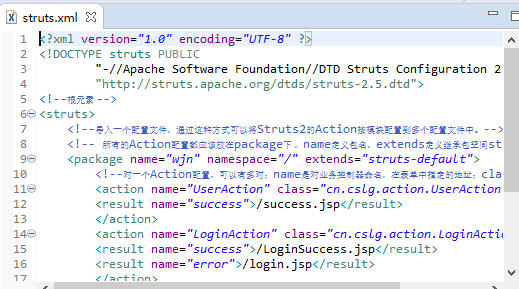 struts.xml
1 <?xml version="1.0" encoding="UTF-8" ?>
2 <!DOCTYPE struts PUBLIC
3 "-//Apache Software Foundation//DTD Struts Configuration 2
4 "http://struts.apache.org/dtds/struts-2.5.dtd">
5 <!--根元素-->
6 <struts>
7 <!--导入一个配置文件，通过这种方式可以将Struts2的Action按模块配置到多个配置文件中。-->
8 <!-- 所有的Action配置都应该放在package下，name定义包名，extends定义继承包空间st
9 <package name="wjn" namespace="/" extends="struts-default">
10 <!--对一个Action配置，可以有多对；name是对业务控制器命名，在表单中指定的地址；cla
11 <action name="UserAction" class="cn.cslg.action.UserAction
12 <result name="success">/success.jsp</result>
13 </action>
14 <action name="LoginAction" class="cn.cslg.action.LoginActio
15 <result name="success">/LoginSuccess.jsp</result>
16 <result name="error">/login.jsp</result>
17 </action>